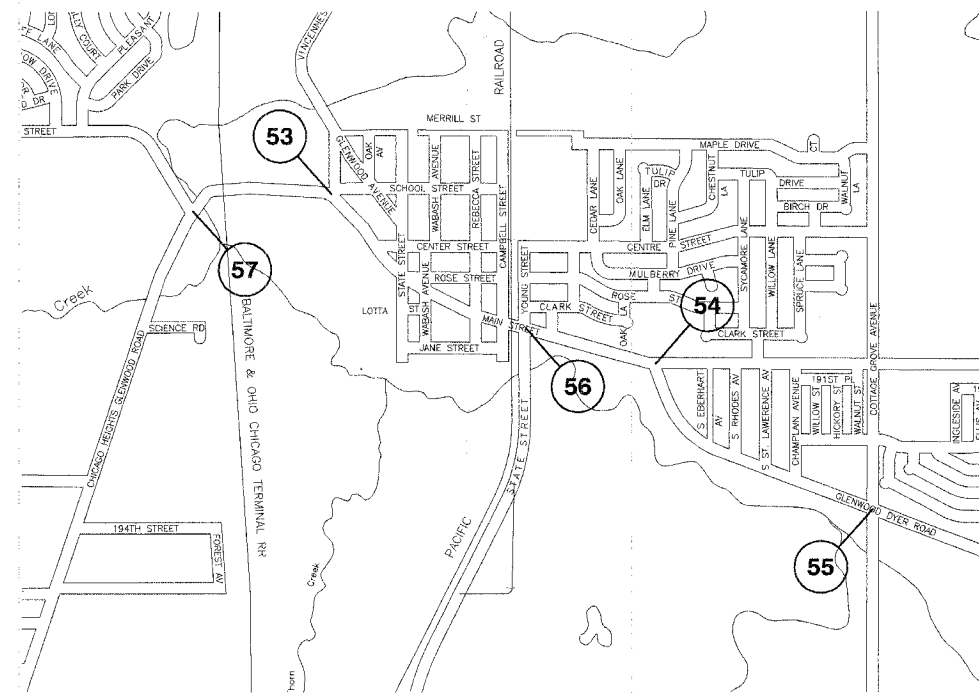 CE LANE
LLY COURT
PLEASANT
OW DRIVE
PARK DRIVE
D DR
STREET
VINCENNES
RAILROAD
53
MERRILL ST
GLENWOOD AVENUE
OAK AV
WABASH AVENUE
REBECCA STREET
SCHOOL STREET
CAMPBELL STREET
MAPLE DRIVE
CT
CEDAR LANE
OAK LANE
TULIP DR
ELM LANE
PINE LANE
CHESTNUT LA
TULIP DRIVE
BIRCH DR
WALNUT LA
57
STATE STREET
CENTER STREET
CENTRE STREET
MULBERRY DRIVE
SYCAMORE LANE
WILLOW LANE
SPRUCE LANE
Creek
ROSE STREET
WABASH AVENUE
YOUNG STREET
ROSE ST
54
LOTTA ST
MAIN STREET
CLARK STREET
OAK LA
CLARK STREET
SCIENCE RD
JANE STREET
56
COTTAGE GROVE AVENUE
BALTIMORE & OHIO CHICAGO TERMINAL RR
CHICAGO HEIGHTS GLENWOOD ROAD
STATE STREET
S EBERHART AV
S RHODES AV
S ST. LAWERENCE AV
CHAMPLAIN AVENUE
191ST PL
WILLOW ST
HICKORY ST
WALNUT ST
INGLESIDE AV
GLENWOOD DYER ROAD
194TH STREET
FOREST AV
PACIFIC
55
Creek
Thorn